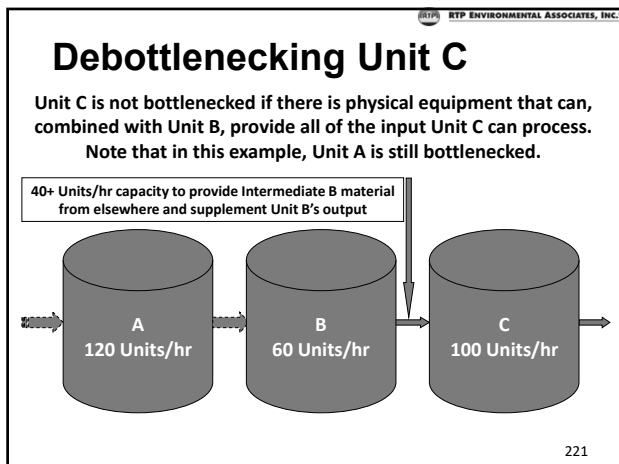 RTP RTP ENVIRONMENTAL ASSOCIATES, INC.
Debottlenecking Unit C
Unit C is not bottlenecked if there is physical equipment that can,
combined with Unit B, provide all of the input Unit C can process.
Note that in this example, Unit A is still bottlenecked.
40+ Units/hr capacity to provide Intermediate B material
from elsewhere and supplement Unit B's output
A
120 Units/hr
B
60 Units/hr
C
100 Units/hr
221